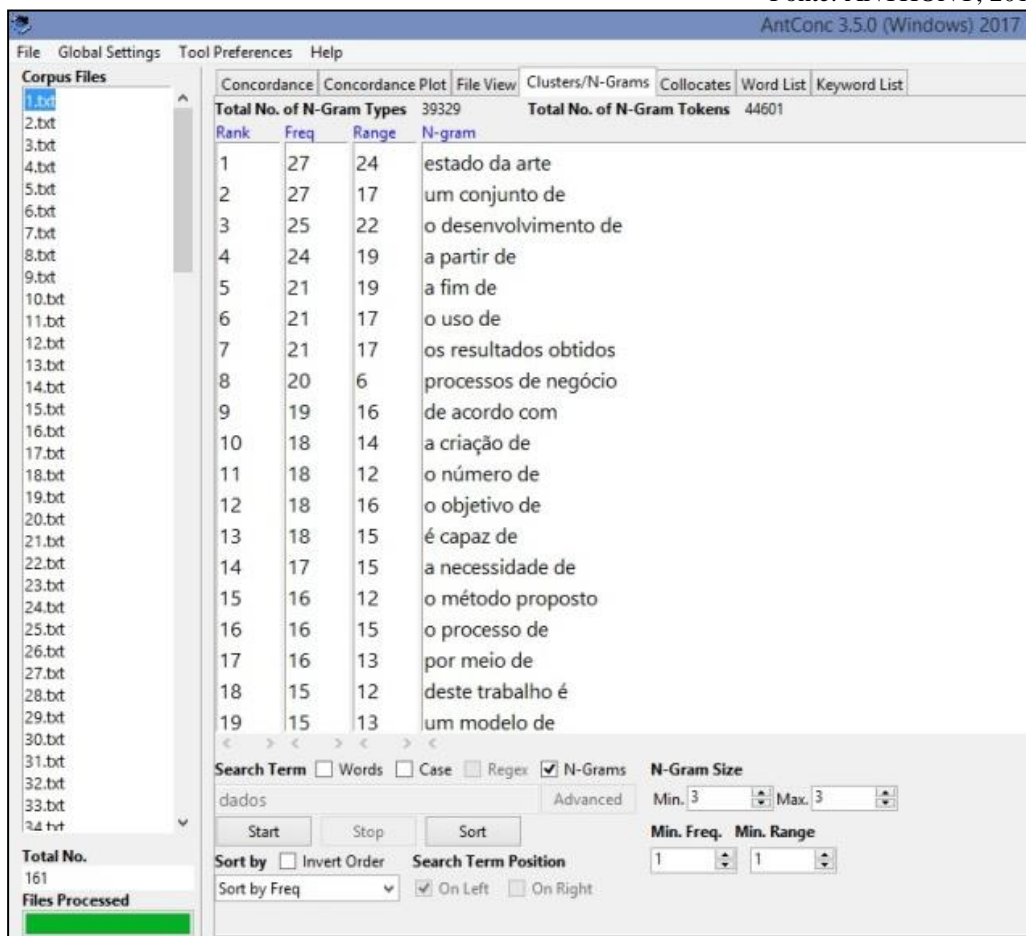 AntConc 3.5.0 (Windows) 2017
File Global Settings Tool Preferences Help
Corpus Files
1.txt
2.txt
3.txt
4.txt
5.txt
6.txt
7.txt
8.txt
9.txt
10.txt
11.txt
12.txt
13.txt
14.txt
15.txt
16.txt
17.txt
18.txt
19.txt
20.txt
21.txt
22.txt
23.txt
24.txt
25.txt
26.txt
27.txt
28.txt
29.txt
30.txt
31.txt
32.txt
33.txt
34.txt
Total No.
161
Files Processed
Concordance Concordance Plot File View Clusters/N-Grams Collocates Word List Keyword List
Total No. of N-Gram Types 39329 Total No. of N-Gram Tokens 44601
Rank Freq Range N-gram
1 27 24 estado da arte
2 27 17 um conjunto de
3 25 22 o desenvolvimento de
4 24 19 a partir de
5 21 19 a fim de
6 21 17 o uso de
7 21 17 os resultados obtidos
8 20 6 processos de negócio
9 19 16 de acordo com
10 18 14 a criação de
11 18 12 o número de
12 18 16 o objetivo de
13 18 15 é capaz de
14 17 15 a necessidade de
15 16 12 o método proposto
16 16 15 o processo de
17 16 13 por meio de
18 15 12 deste trabalho é
19 15 13 um modelo de
Search Term Words Case Regex N-Grams N-Gram Size
dados Advanced Min. 3 Max. 3
Start Stop Sort Min. Freq. Min. Range
Sort by Invert Order Search Term Position 1 1
Sort by Freq On Left On Right